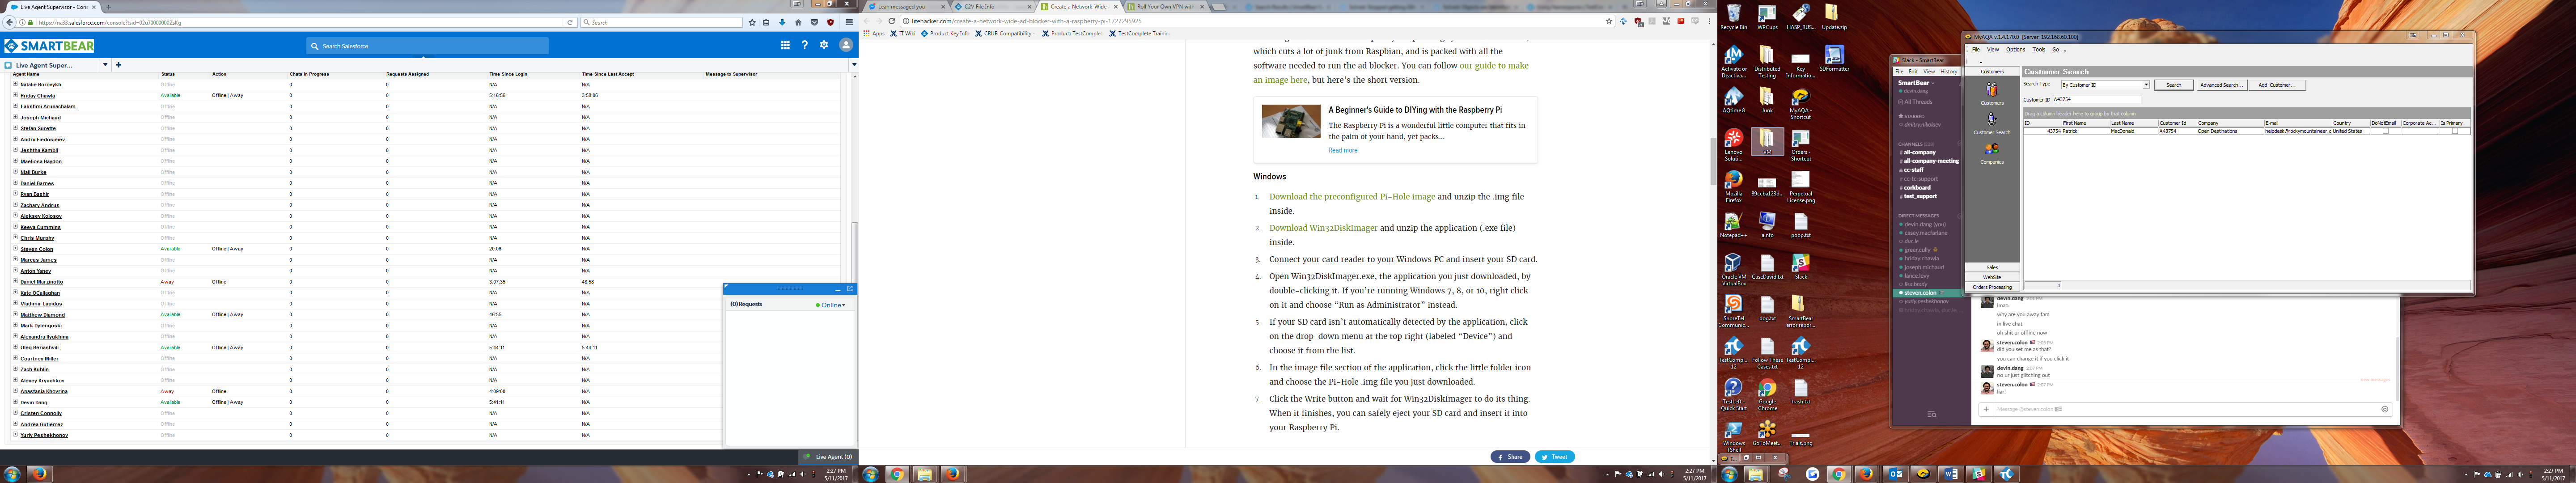 Live Agent Supervisor - Con...
https://na33.salesforce.com/console?tsid=02u700000002ZsKg
Search
SMARTBEAR
Search Salesforce
Live Agent Super...
Agent Name Status Action Chats in Progress Requests Assigned Time Since Login Time Since Last Accept Message to Supervisor
Natalie Borovykh Offline 0 0 N/A N/A
Hriday Chawla Available Offline | Away 0 0 5:16:56 3:58:06
Lakshmi Arunachalam Offline 0 0 N/A N/A
Joseph Michaud Offline 0 0 N/A N/A
Stefan Surette Offline 0 0 N/A N/A
Andrii Fiedosieiev Offline 0 0 N/A N/A
Jeshtha Kambli Offline 0 0 N/A N/A
Manjiosa Haydon Offline 0 0 N/A N/A
Niall Burke Offline 0 0 N/A N/A
Daniel Barnes Offline 0 0 N/A N/A
Ryan Bashir Offline 0 0 N/A N/A
Zachary Andrus Offline 0 0 N/A N/A
Aleksey Kolosov Offline 0 0 N/A N/A
Keeva Cummins Offline 0 0 N/A N/A
Chris Murphy Offline 0 0 N/A N/A
Steven Colon Available Offline | Away 0 0 20:06 N/A
Marcus James Offline 0 0 N/A N/A
Anton Yanev Offline 0 0 N/A N/A
Daniel Marzinotto Away Offline 0 0 3:07:35 48:58
Kate OCallaghan Offline 0 0 N/A N/A
Vladimir Lapidus Offline 0 0 N/A N/A
Matthew Diamond Available Offline | Away 0 0 46:55 N/A
Mark Dylengoski Offline 0 0 N/A N/A
Alexandra Ilyukhina Offline 0 0 N/A N/A
Oleg Beriashvili Available Offline | Away 0 0 5:44:11 5:44:11
Courtney Miller Offline 0 0 N/A N/A
Zach Kublin Offline 0 0 N/A N/A
Alexey Kryuchkov Offline 0 0 N/A N/A
Anastasia Khovrina Away Offline 0 0 4:09:00 N/A
Devin Dang Available Offline | Away 0 0 5:41:11 N/A
Cristen Connolly Offline 0 0 N/A N/A
Andrea Gutierrez Offline 0 0 N/A N/A
Yuriy Peshekhonov Offline 0 0 N/A N/A
(0)Requests Online
Live Agent (0)
2:27 PM
5/11/2017
Leah messaged you
G2V File Info
Create a Network-Wide
Roll Your Own VPN with
lifehacker.com/create-a-network-wide-ad-blocker-with-a-raspberry-pi-1727295925
Apps IT Wiki Product Key Info CRUF: Compatibility - Product: TestComplet TestComplete Trainin
which cuts a lot of junk from Raspbian, and is packed with all the
software needed to run the ad blocker. You can follow our guide to make
an image here, but here's the short version.
A Beginner's Guide to DIYing with the Raspberry Pi
The Raspberry Pi is a wonderful little computer that fits in
the palm of your hand, yet packs...
Read more
Windows
1. Download the preconfigured Pi-Hole image and unzip the .img file
inside.
2. Download Win32DiskImager and unzip the application (.exe file)
inside.
3. Connect your card reader to your Windows PC and insert your SD card.
4. Open Win32DiskImager.exe, the application you just downloaded, by
double-clicking it. If you're running Windows 7, 8, or 10, right click
on it and choose "Run as Administrator" instead.
5. If your SD card isn't automatically detected by the application, click
on the drop-down menu at the top right (labeled "Device") and
choose it from the list.
6. In the image file section of the application, click the little folder icon
and choose the Pi-Hole .img file you just downloaded.
7. Click the Write button and wait for Win32DiskImager to do its thing.
When it finishes, you can safely eject your SD card and insert it into
your Raspberry Pi.
Share Tweet
2:27 PM
5/11/2017
Recycle Bin WPCups HASP_RUS... Update.zip
Activate or Deactiva... Distributed Testing Key Informatio... SDFormatter
AQtime 8 Junk MyAQA - Shortcut
Lenovo Soluti... VM Orders - Shortcut
Mozilla Firefox 89ccba123d... Perpetual License.png
Notepad++ a.nfo poop.txt
Oracle VM VirtualBox CaseDavid.txt Slack
ShoreTel Communic... dog.txt SmartBear error repor...
TestCompl... 12 Follow These Cases.txt TestCompl... 12
TestLeft - Quick Start Google Chrome trash.txt
Windows TShell GoToMeet... Trials.png
Slack - SmartBear
File Edit View History
SmartBear
devin.dang
All Threads
STARRED
dmitry.nikolaev
CHANNELS
# all-company
# all-company-meeting
cc-staff
# cc-tc-support
# corkboard
# test_support
DIRECT MESSAGES
devin.dang (you)
casey.macfarlane
duc.le
greer.cully
hriday.chawla
joseph.michaud
lance.levy
lisa.brady
steven.colon
yuriy.peshekhonov
MyAQA v.1.4.170.0 [Server: 192.168.60.100]
File View Options Tools Go
Customers
Customers
Customer Search
Companies
Sales
WebSite
Orders Processing
Customer Search
Search Type By Customer ID Search Advanced Search... Add Customer...
Customer ID A43754
Drag a column header here to group by that column
ID First Name Last Name Customer Id Company E-mail Country DoNotEmail Corporate Ac... Is Primary
43754 Patrick MacDonald A43754 Open Destinations helpdesk@rockymountaineer.c United States
1
devin.dang 2:05 PM
lmao
why are you away fam
in live chat
oh shit ur offline now
steven.colon 2:05 PM
did you set me as that?
you can change it if you click it
devin.dang 2:07 PM
no ur just glitching out
new messages
steven.colon 2:07 PM
liar!
Message @steven.colon
2:27 PM
5/11/2017